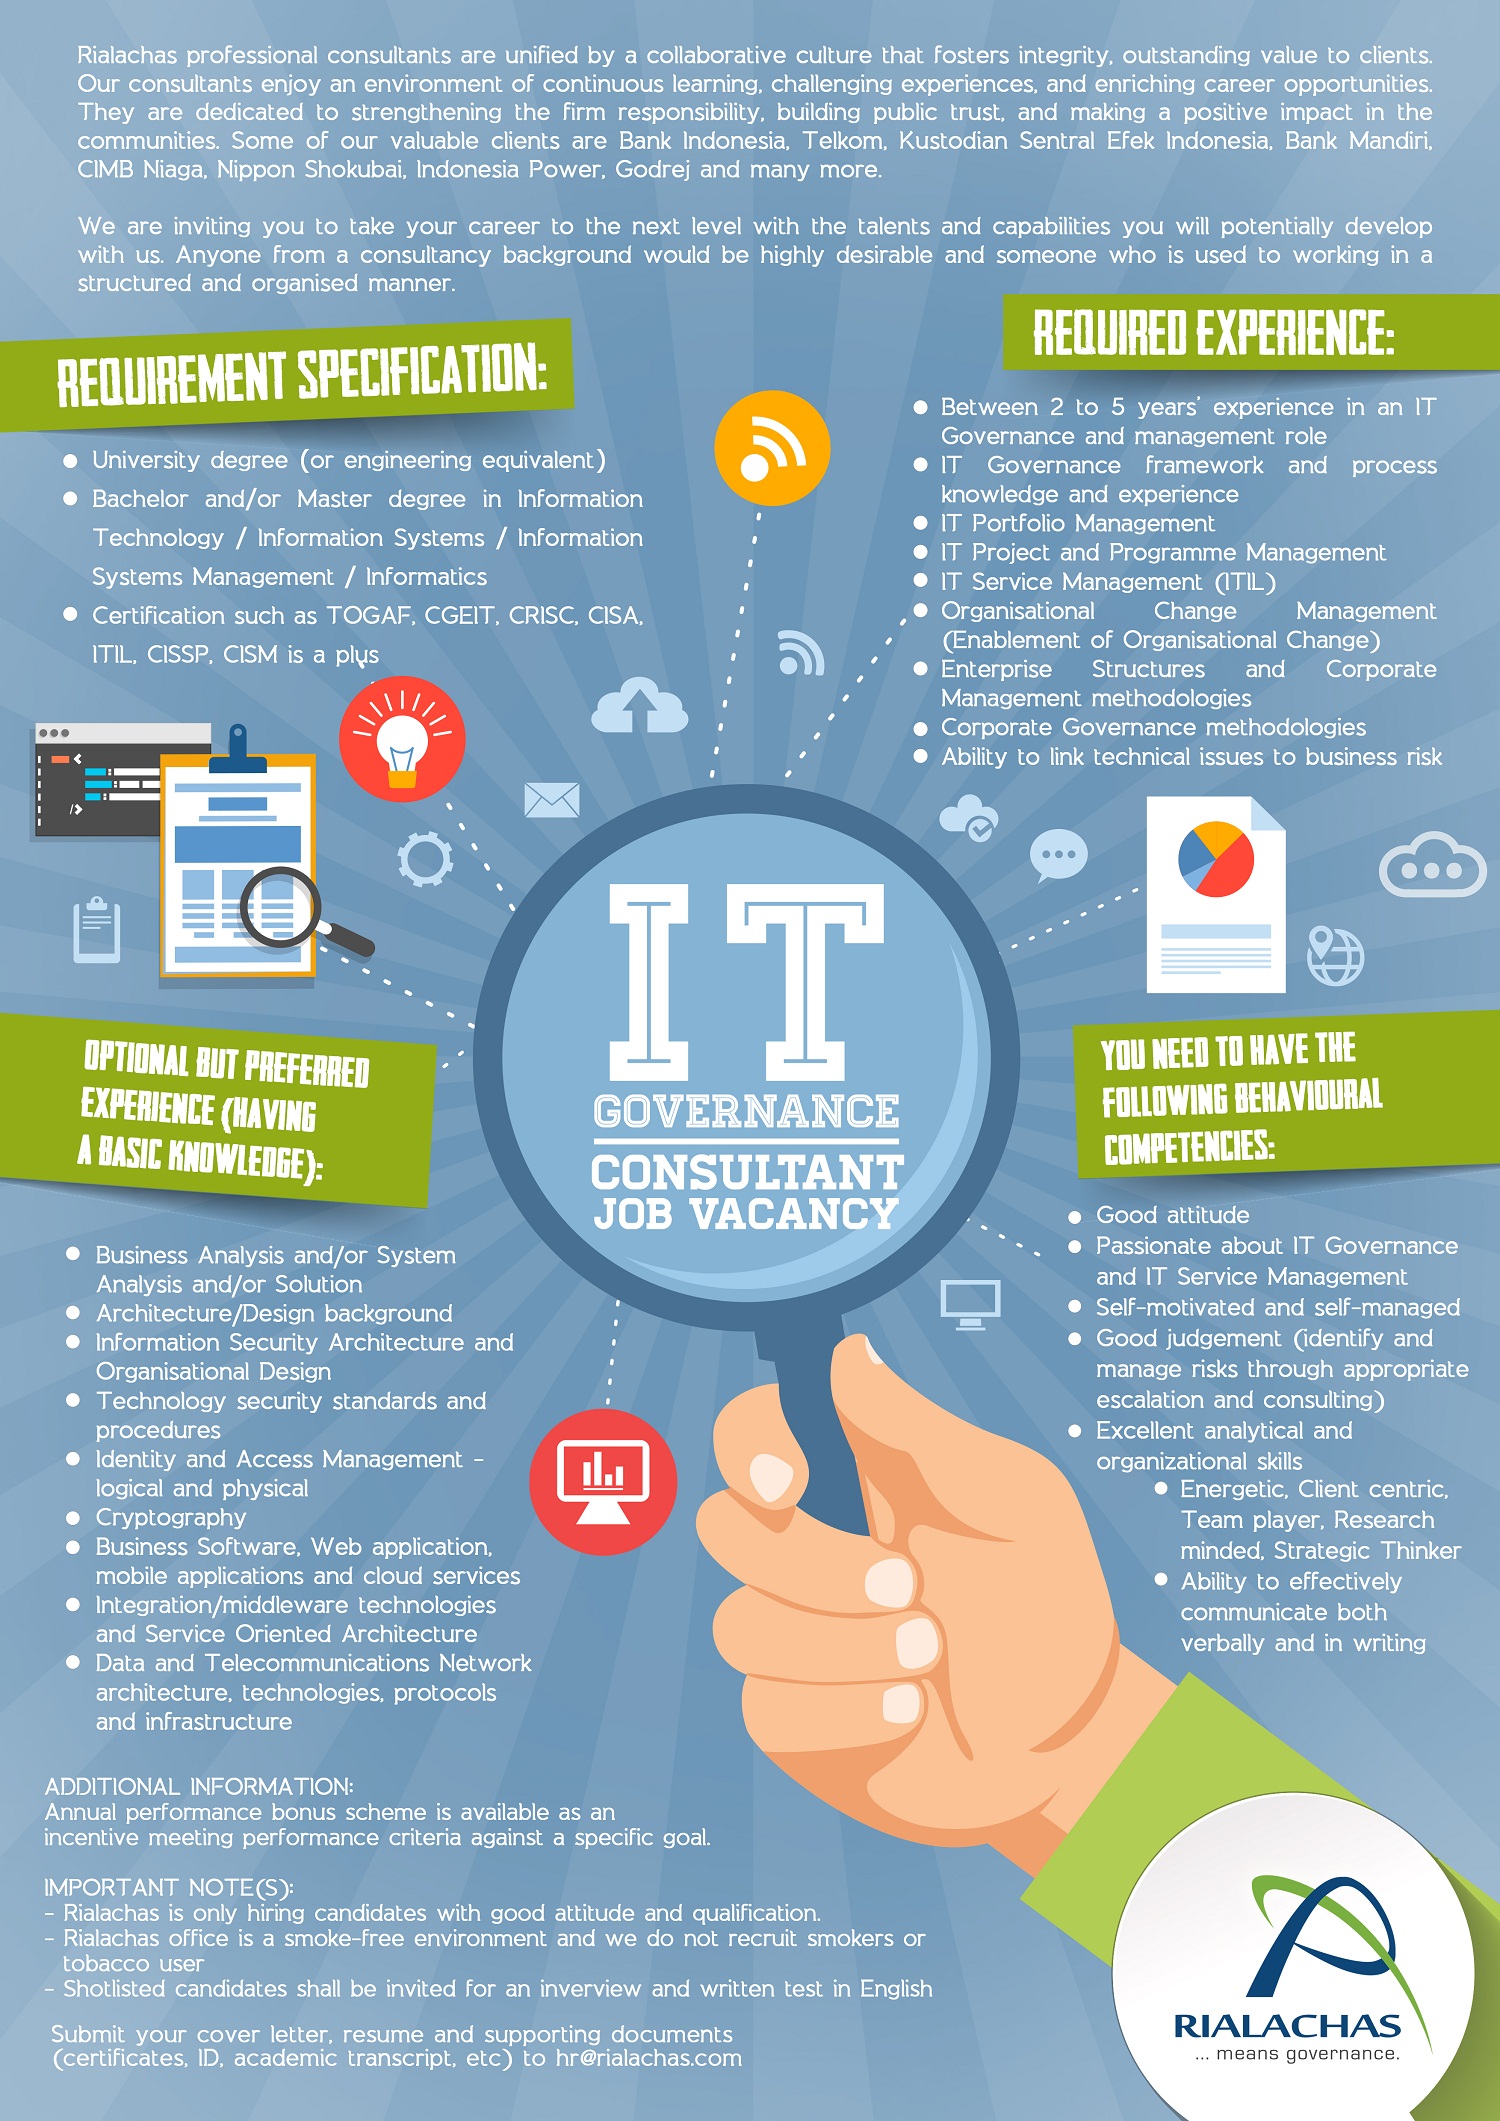 Rialachas professional consultants are unified by a collaborative culture that fosters integrity, outstanding value to clients.
Our consultants enjoy an environment of continuous learning, challenging experiences, and enriching career opportunities.
They are dedicated to strengthening the firm responsibility, building public trust, and making a positive impact in the
communities. Some of our valuable clients are Bank Indonesia, Telkom, Kustodian Sentral Efek Indonesia, Bank Mandiri,
CIMB Niaga, Nippon Shokubai, Indonesia Power, Godrej and many more.
We are inviting you to take your career to the next level with the talents and capabilities you will potentially develop
with us. Anyone from a consultancy background would be highly desirable and someone who is used to working in a
structured and organised manner.
REQUIREMENT SPECIFICATION:
● University degree (or engineering equivalent)
● Bachelor and/or Master degree in Information
Technology / Information Systems / Information
Systems Management / Informatics
● Certification such as TOGAF, CGEIT, CRISC, CISA,
ITIL, CISSP, CISM is a plus
REQUIRED EXPERIENCE:
● Between 2 to 5 years' experience in an IT
Governance and management role
● IT Governance framework and process
knowledge and experience
● IT Portfolio Management
● IT Project and Programme Management
● IT Service Management (ITIL)
● Organisational Change Management
(Enablement of Organisational Change)
● Enterprise Structures and Corporate
Management methodologies
● Corporate Governance methodologies
● Ability to link technical issues to business risk
IT
GOVERNANCE
CONSULTANT
JOB VACANCY
OPTIONAL BUT PREFERRED
EXPERIENCE (HAVING
A BASIC KNOWLEDGE):
● Business Analysis and/or System
Analysis and/or Solution
● Architecture/Design background
● Information Security Architecture and
Organisational Design
● Technology security standards and
procedures
● Identity and Access Management -
logical and physical
● Cryptography
● Business Software, Web application,
mobile applications and cloud services
● Integration/middleware technologies
and Service Oriented Architecture
● Data and Telecommunications Network
architecture, technologies, protocols
and infrastructure
YOU NEED TO HAVE THE
FOLLOWING BEHAVIOURAL
COMPETENCIES:
● Good attitude
● Passionate about IT Governance
and IT Service Management
● Self-motivated and self-managed
● Good judgement (identify and
manage risks through appropriate
escalation and consulting)
● Excellent analytical and
organizational skills
● Energetic, Client centric,
Team player, Research
minded, Strategic Thinker
● Ability to effectively
communicate both
verbally and in writing
ADDITIONAL INFORMATION:
Annual performance bonus scheme is available as an
incentive meeting performance criteria against a specific goal.
IMPORTANT NOTE(S):
- Rialachas is only hiring candidates with good attitude and qualification.
- Rialachas office is a smoke-free environment and we do not recruit smokers or
tobacco user
- Shotlisted candidates shall be invited for an inverview and written test in English
Submit your cover letter, resume and supporting documents
(certificates, ID, academic transcript, etc) to hr@rialachas.com
RIALACHAS
... means governance.